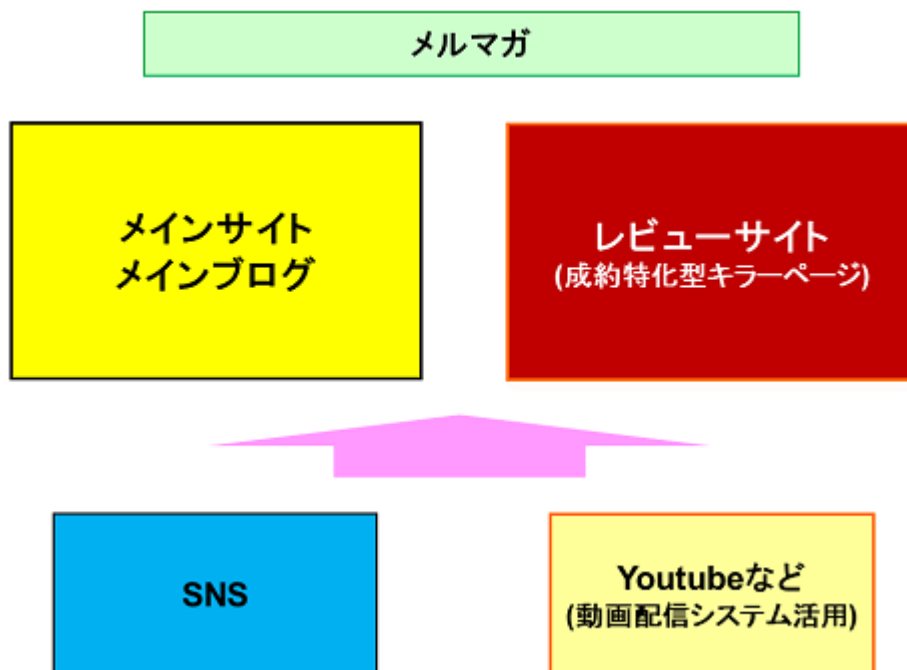 メルマガ
メインサイト
メインブログ
レビューサイト
(成約特化型キラーページ)
SNS
Youtubeなど
(動画配信システム活用)